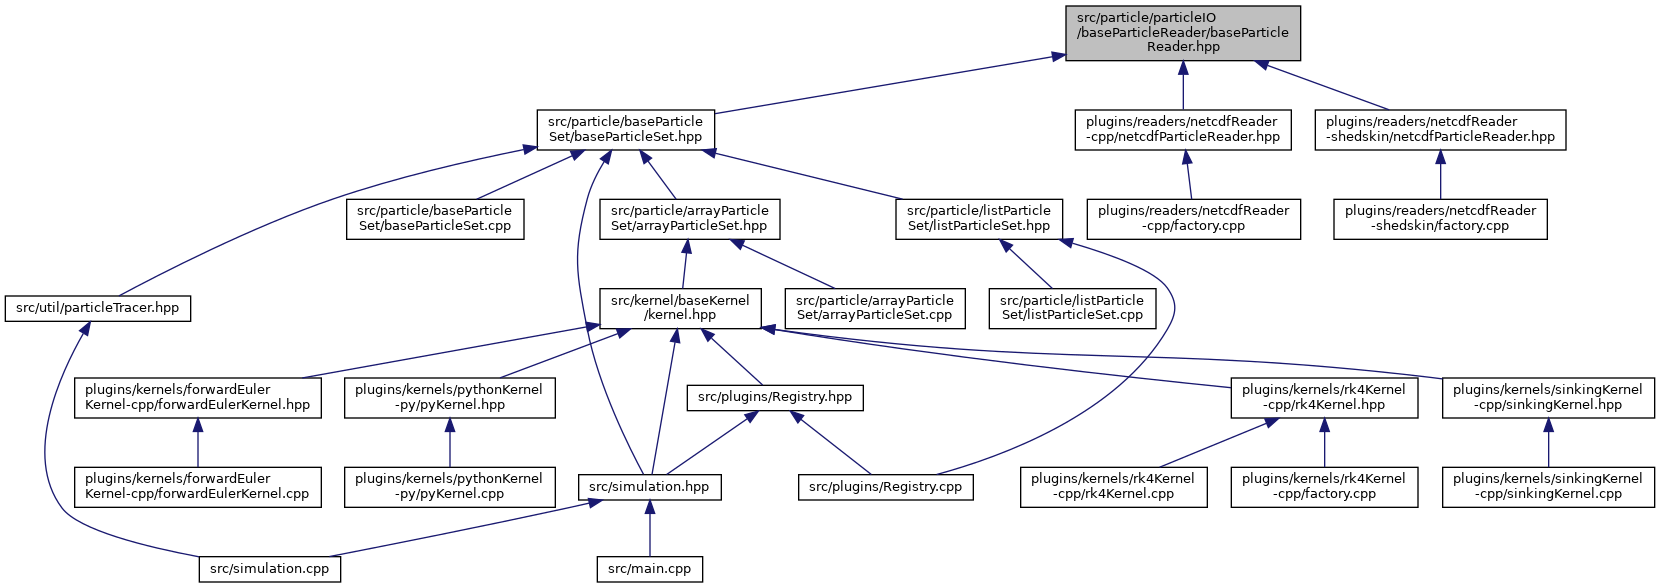 src/particle/particleIO
/baseParticleReader/baseParticle
Reader.hpp
src/particle/baseParticle
Set/baseParticleSet.hpp
plugins/readers/netcdfReader
-cpp/netcdfParticleReader.hpp
plugins/readers/netcdfReader
-shedskin/netcdfParticleReader.hpp
src/particle/baseParticle
Set/baseParticleSet.cpp
src/particle/arrayParticle
Set/arrayParticleSet.hpp
src/particle/listParticle
Set/listParticleSet.hpp
plugins/readers/netcdfReader
-cpp/factory.cpp
plugins/readers/netcdfReader
-shedskin/factory.cpp
src/util/particleTracer.hpp
src/kernel/baseKernel
/kernel.hpp
src/particle/arrayParticle
Set/arrayParticleSet.cpp
src/particle/listParticle
Set/listParticleSet.cpp
plugins/kernels/forwardEuler
Kernel-cpp/forwardEulerKernel.hpp
plugins/kernels/pythonKernel
-py/pyKernel.hpp
src/plugins/Registry.hpp
plugins/kernels/rk4Kernel
-cpp/rk4Kernel.hpp
plugins/kernels/sinkingKernel
-cpp/sinkingKernel.hpp
plugins/kernels/forwardEuler
Kernel-cpp/forwardEulerKernel.cpp
plugins/kernels/pythonKernel
-py/pyKernel.cpp
src/simulation.hpp
src/plugins/Registry.cpp
plugins/kernels/rk4Kernel
-cpp/rk4Kernel.cpp
plugins/kernels/rk4Kernel
-cpp/factory.cpp
plugins/kernels/sinkingKernel
-cpp/sinkingKernel.cpp
src/simulation.cpp
src/main.cpp